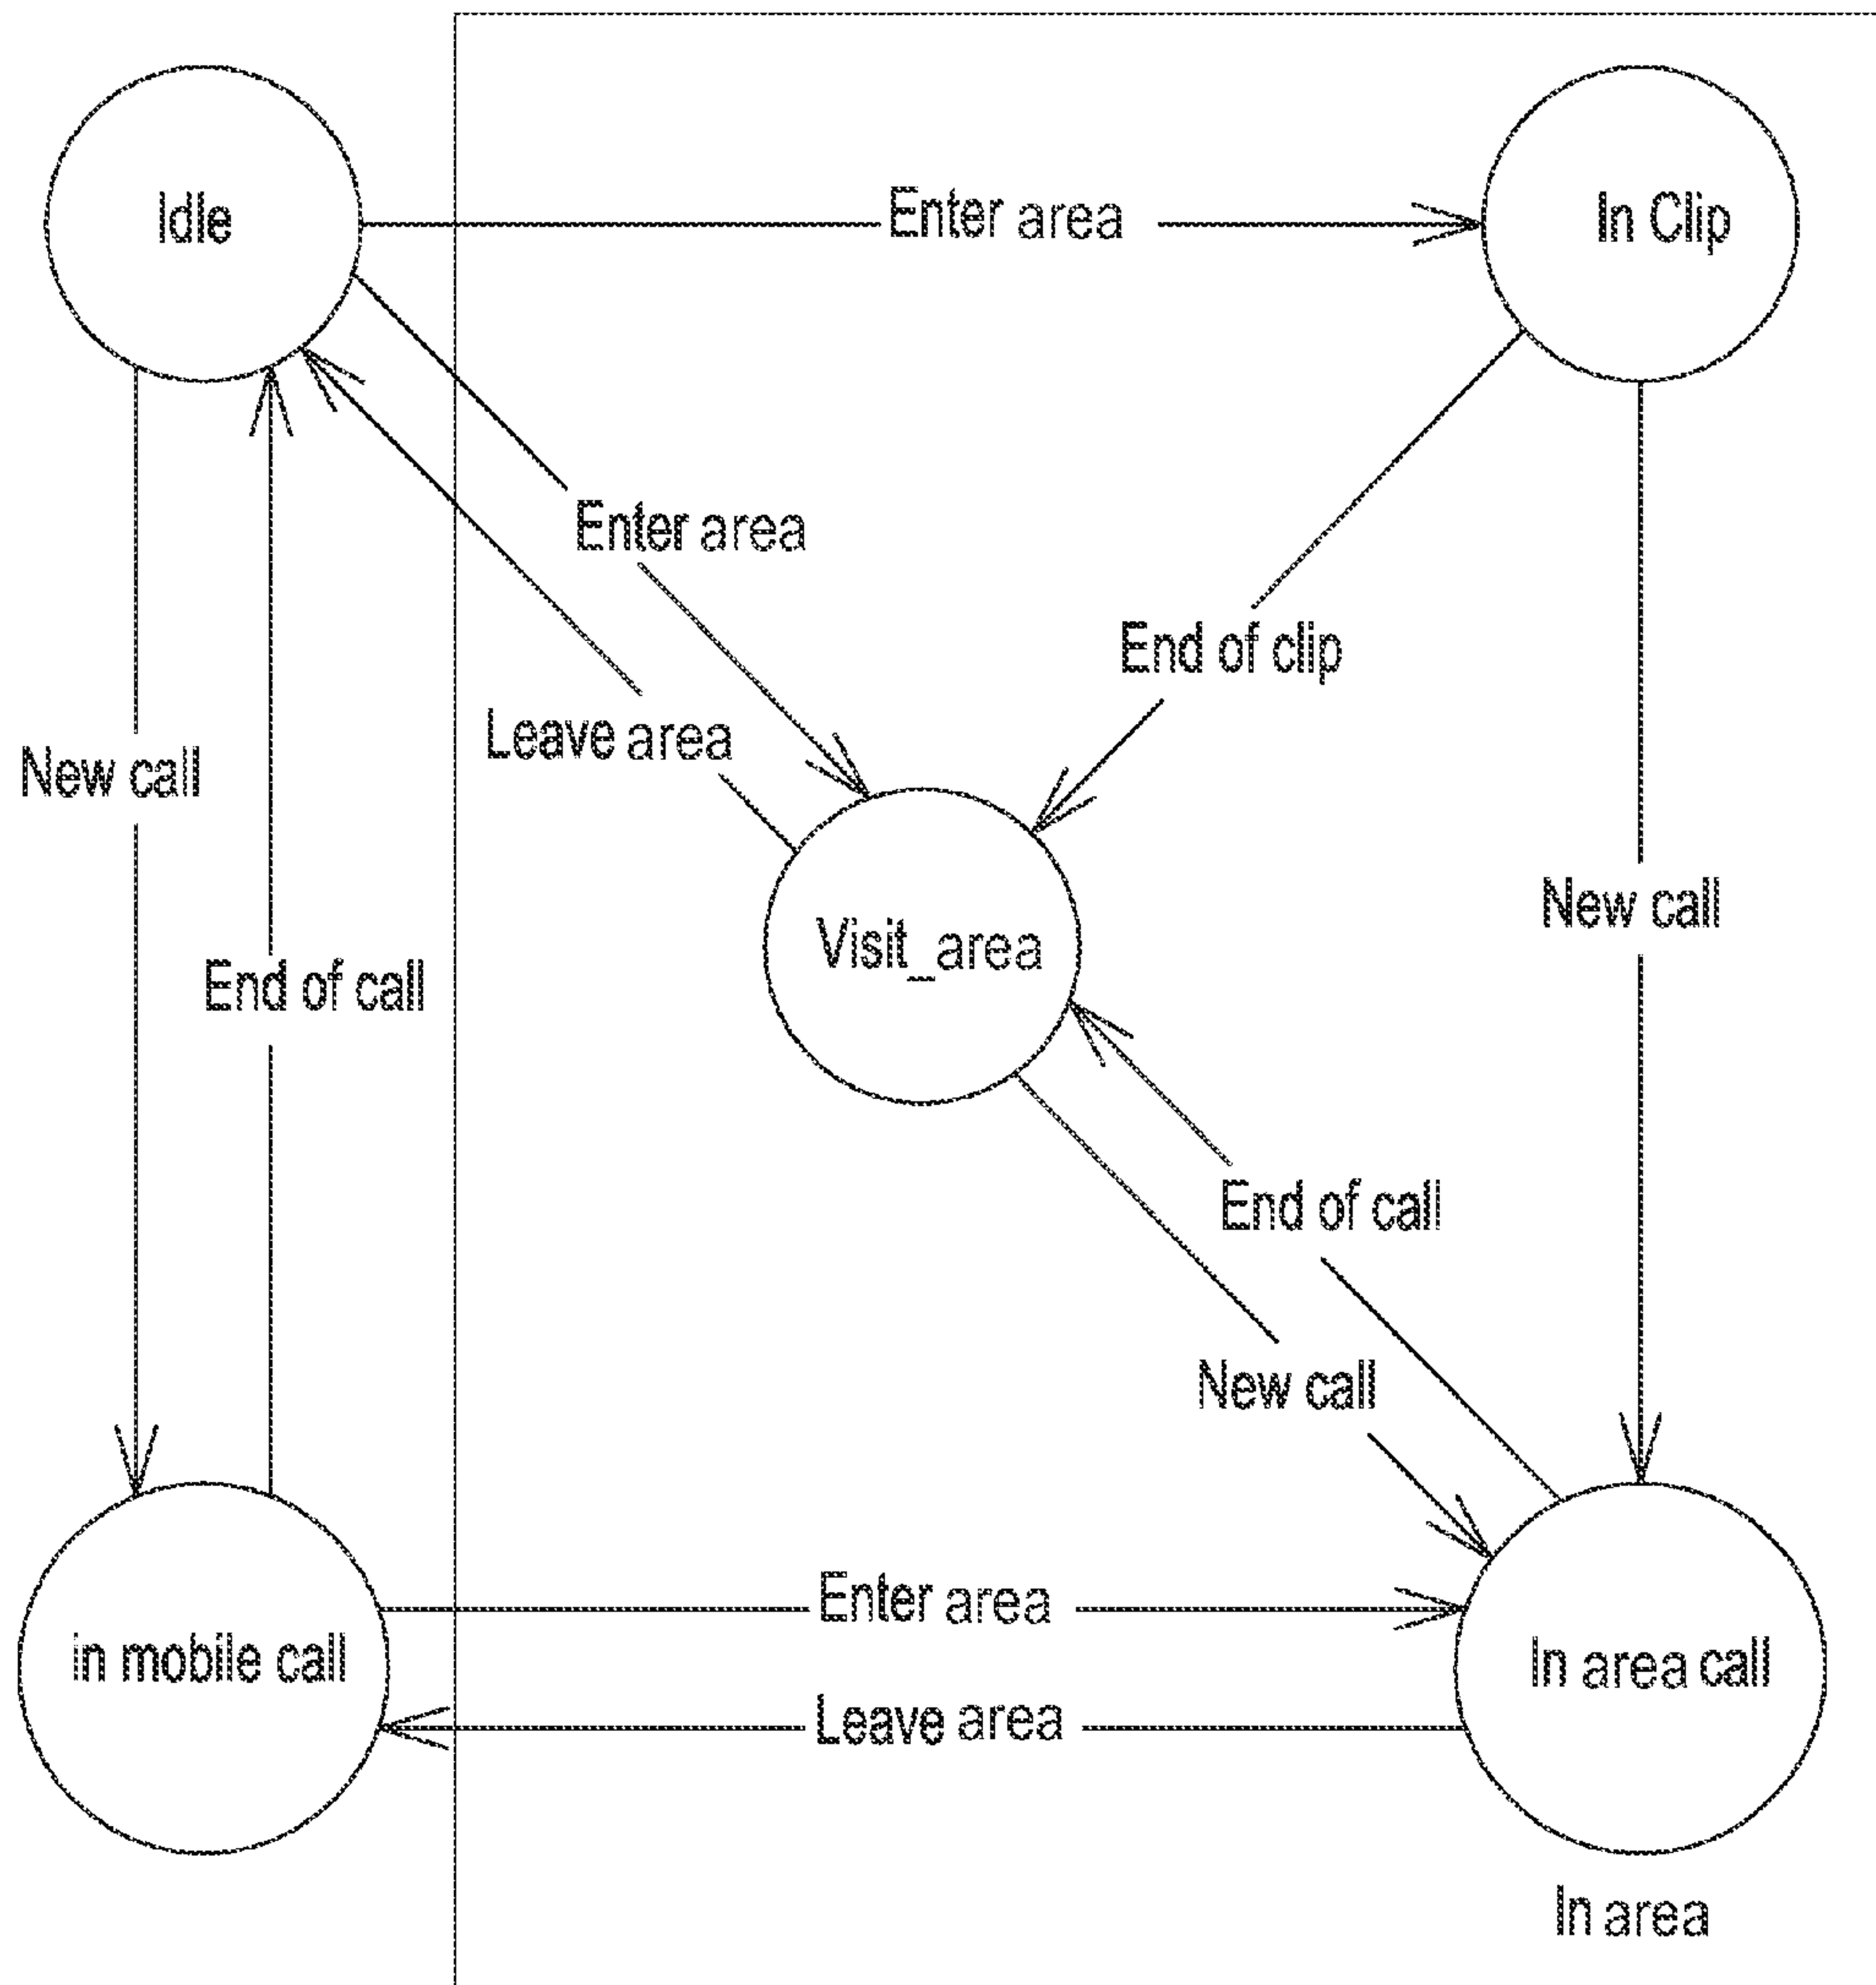 Idle
Enter area
In Clip
Enter area
End of clip
Leave area
New call
New call
Visit_area
End of call
End of call
New call
Enter area
in mobile call
In area call
Leave area
In area